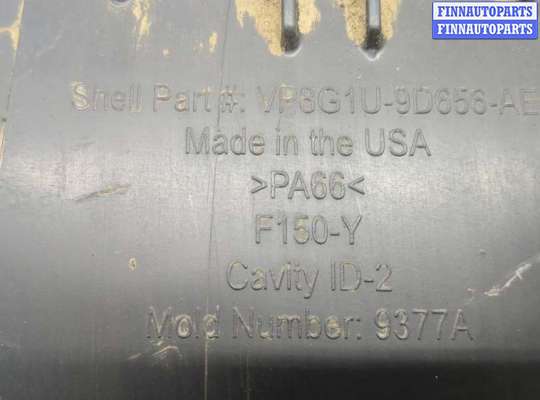 FINNAUTOPARTS
FINNAUTOPARTS
FINNAUTOPARTS
Shell Part #: VP8G1U-9D656-AE
Made in the USA
>PA66<
F150-Y
Cavity ID-2
Mold Number: 9377A